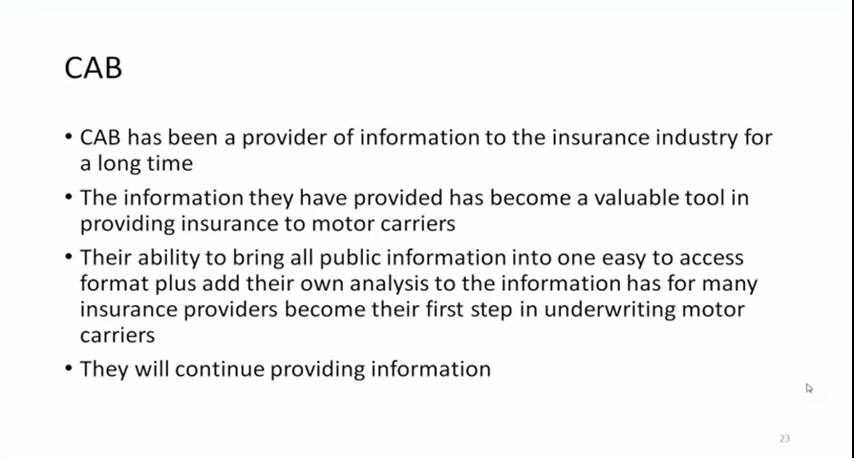 CAB
• CAB has been a provider of information to the insurance industry for
a long time
• The information they have provided has become a valuable tool in
providing insurance to motor carriers
• Their ability to bring all public information into one easy to access
format plus add their own analysis to the information has for many
insurance providers become their first step in underwriting motor
carriers
• They will continue providing information
23